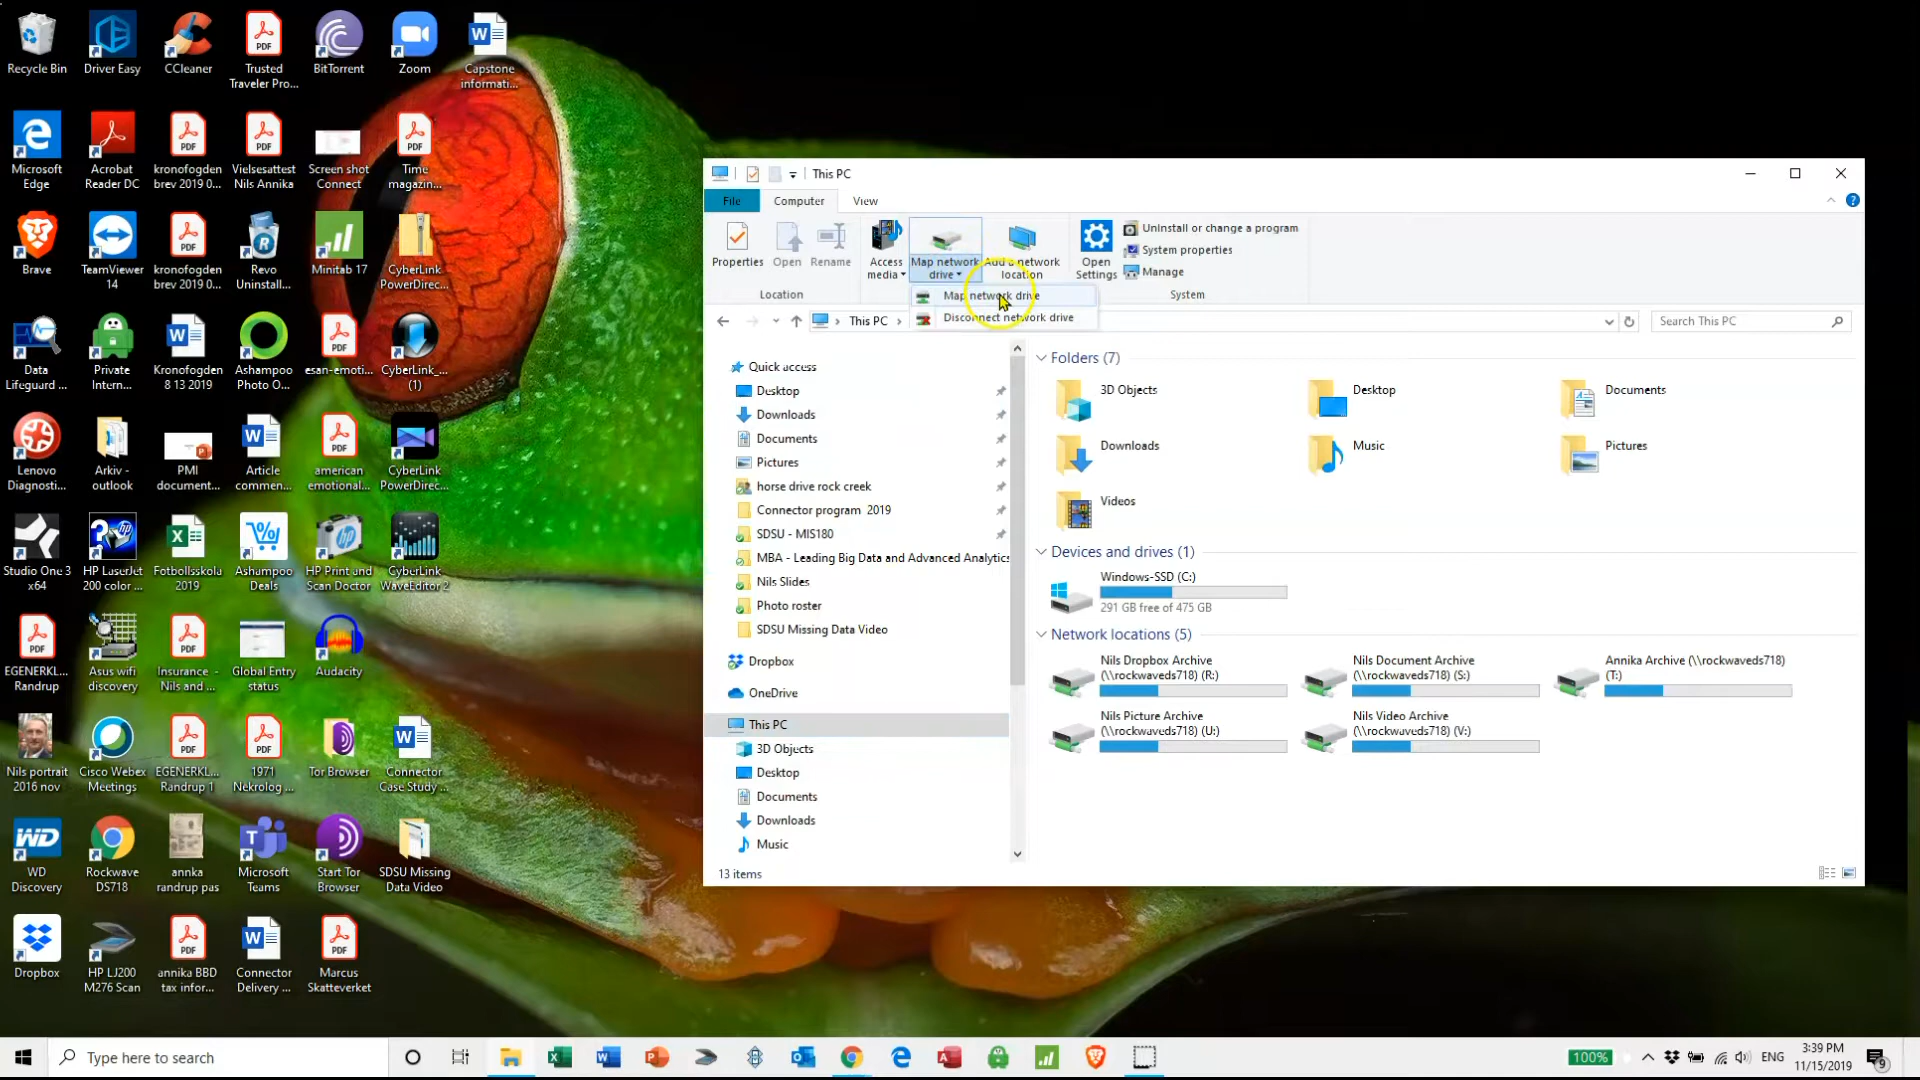 Recycle Bin
Driver Easy
CCleaner
Trusted
Traveler Pro...
BitTorrent
Zoom
Capstone
informati...
Microsoft
Edge
Acrobat
Reader DC
kronofogden
brev 2019 0...
Vielsesattest
Nils Annika
Screen shot
Connect
Time
magazin...
Brave
TeamViewer
14
kronofogden
brev 2019 0...
Revo
Uninstall...
Minitab 17
CyberLink
PowerDirec...
Data
Lifeguard ...
Private
Intern...
Kronofogden
8 13 2019
Ashampoo
Photo O...
esan-emoti...
CyberLink_...
(1)
Lenovo
Diagnosti...
Arkiv -
outlook
PMI
document...
Article
commen...
american
emotional...
CyberLink
PowerDirec...
Studio One 3
x64
HP LaserJet
200 color ...
Fotbollsskola
2019
Ashampoo
Deals
HP Print and
Scan Doctor
CyberLink
WaveEditor 2
EGENERKL...
Randrup
Asus wifi
discovery
Insurance -
Nils and ...
Global Entry
status
Audacity
Nils portrait
2016 nov
Cisco Webex
Meetings
EGENERKL...
Randrup 1
1971
Nekrolog ...
Tor Browser
Connector
Case Study ...
WD
Discovery
Rockwave
DS718
annka
randrup pas
Microsoft
Teams
Start Tor
Browser
SDSU Missing
Data Video
Dropbox
HP LJ200
M276 Scan
annika BBD
tax infor...
Connector
Delivery ...
Marcus
Skatteverket
This PC
File
Computer
View
Properties
Open
Rename
Access
media
Map network
drive
Add a network
location
Open
Settings
Uninstall or change a program
System properties
Manage
Location
System
Map network drive
Disconnect network drive
This PC
Search This PC
Quick access
Desktop
Downloads
Documents
Pictures
horse drive rock creek
Connector program 2019
SDSU - MIS180
MBA - Leading Big Data and Advanced Analytics
Nils Slides
Photo roster
SDSU Missing Data Video
Dropbox
OneDrive
This PC
3D Objects
Desktop
Documents
Downloads
Music
Folders (7)
3D Objects
Desktop
Documents
Downloads
Music
Pictures
Videos
Devices and drives (1)
Windows-SSD (C:)
291 GB free of 475 GB
Network locations (5)
Nils Dropbox Archive
(\\rockwaveds718) (R:)
Nils Document Archive
(\\rockwaveds718) (S:)
Annika Archive (\\rockwaveds718)
(T:)
Nils Picture Archive
(\\rockwaveds718) (U:)
Nils Video Archive
(\\rockwaveds718) (V:)
13 items
Type here to search
100%
ENG
3:39 PM
11/15/2019
9